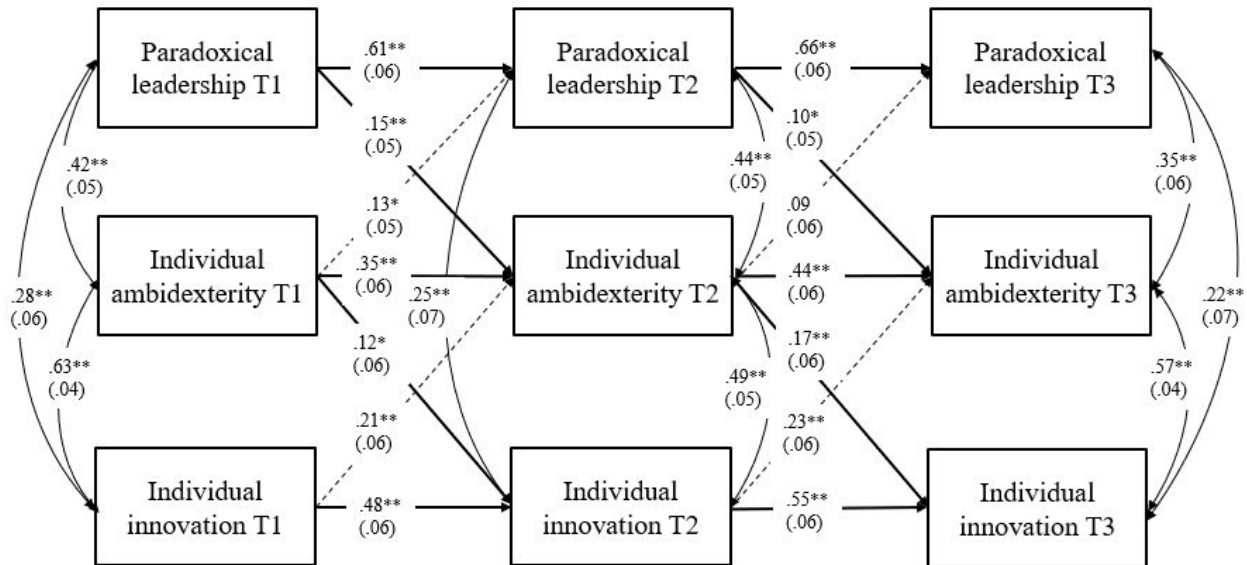 Paradoxical
leadership T1
.61**
(.06)
Paradoxical
leadership T2
.66**
(.06)
Paradoxical
leadership T3
.15**
(.05)
.10*
(.05)
.42**
(.05)
.44**
(.05)
.35**
(.06)
.13*
(.05)
.09
(.06)
Individual
ambidexterity T1
.35**
(.06)
Individual
ambidexterity T2
.44**
(.06)
Individual
ambidexterity T3
.28**
(.06)
.25**
(.07)
.22**
(.07)
.12*
(.06)
.17**
(.06)
.63**
(.04)
.49**
(.05)
.57**
(.04)
.21**
(.06)
.23**
(.06)
Individual
innovation T1
.48**
(.06)
Individual
innovation T2
.55**
(.06)
Individual
innovation T3